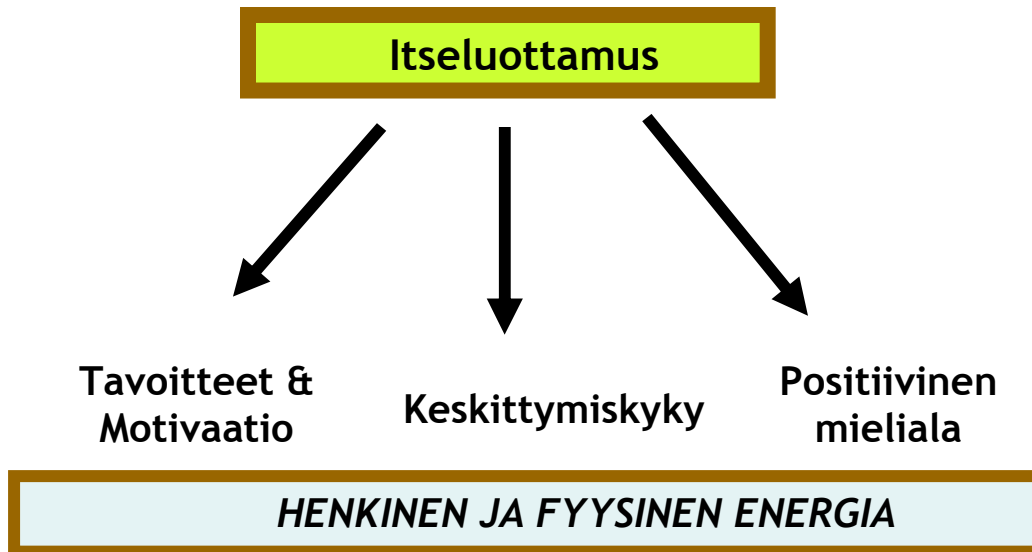 Itseluottamus
Tavoitteet &
Motivaatio
Keskittymiskyky
Positiivinen
mieliala
HENKINEN JA FYYSINEN ENERGIA